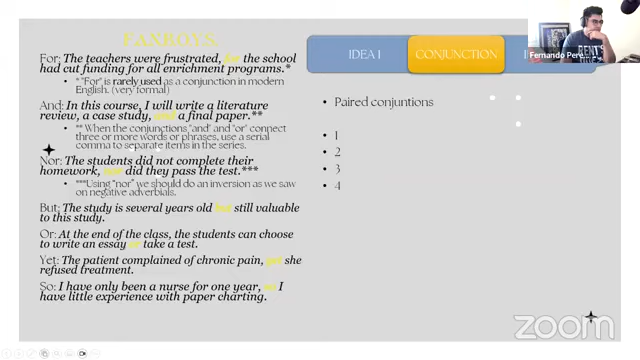 FANBOYS
For: The teachers were frustrated, for the school
had cut funding for all enrichment programs.*
* "For" is rarely used as a conjunction in modern
English. (very formal)
And: In this course, I will write a literature
review, a case study, and a final paper.**
** When the conjunctions "and" and "or" connect
three or more words or phrases, use a serial
comma to separate items in the series.
Nor: The students did not complete their
homework, nor did they pass the test.***
***Using "nor" we should do an inversion as we saw
on negative adverbials.
But: The study is several years old but still valuable
to this study.
Or: At the end of the class, the students can choose
to write an essay or take a test.
Yet: The patient complained of chronic pain, yet she
refused treatment.
So: I have only been a nurse for one year, so I
have little experience with paper charting.
IDEA 1
CONJUNCTION
Paired conjuntions
1
2
3
4
zoom